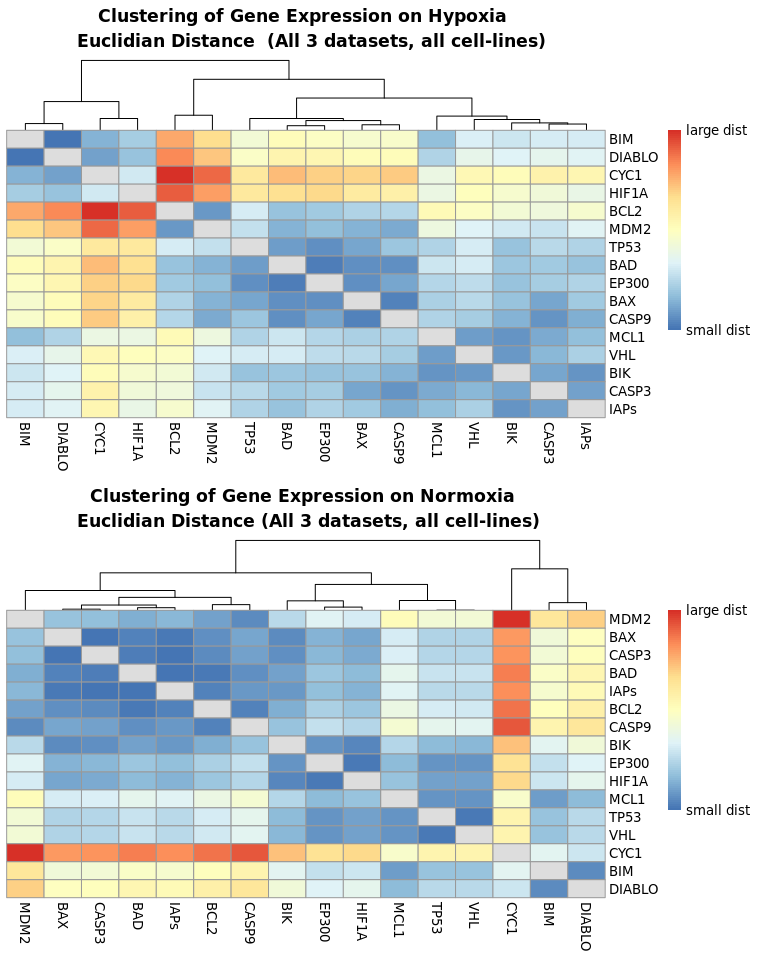 Clustering of Gene Expression on Hypoxia
Euclidian Distance (All 3 datasets, all cell-lines)
large dist
small dist
BIM
DIABLO
CYC1
HIF1A
BCL2
MDM2
TP53
BAD
EP300
BAX
CASP9
MCL1
VHL
BIK
CASP3
IAPs
BIM
DIABLO
CYC1
HIF1A
BCL2
MDM2
TP53
BAD
EP300
BAX
CASP9
MCL1
VHL
BIK
CASP3
IAPs
Clustering of Gene Expression on Normoxia
Euclidian Distance (All 3 datasets, all cell-lines)
large dist
small dist
MDM2
BAX
CASP3
BAD
IAPs
BCL2
CASP9
BIK
EP300
HIF1A
MCL1
TP53
VHL
CYC1
BIM
DIABLO
MDM2
BAX
CASP3
BAD
IAPs
BCL2
CASP9
BIK
EP300
HIF1A
MCL1
TP53
VHL
CYC1
BIM
DIABLO